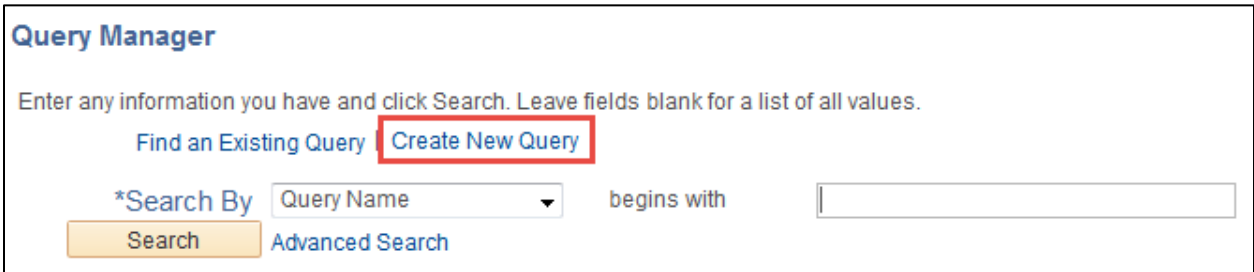 Query Manager
Enter any information you have and click Search. Leave fields blank for a list of all values.
Find an Existing Query | Create New Query
*Search By Query Name begins with
Search Advanced Search